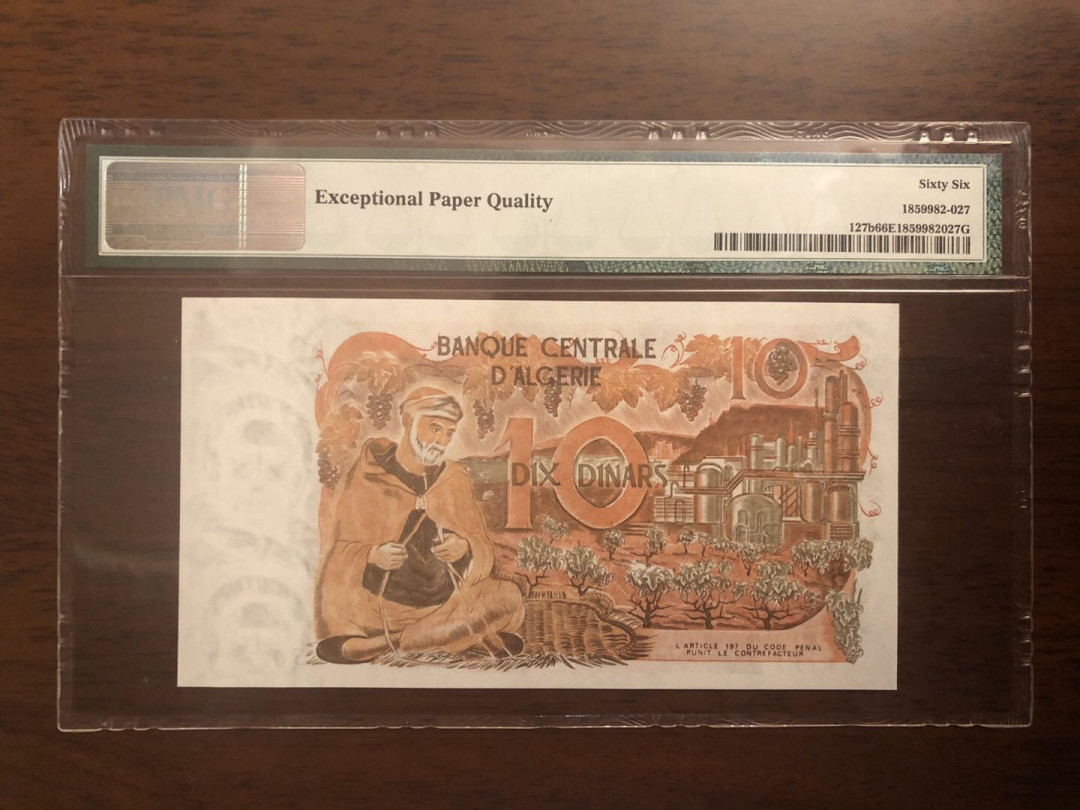 Exceptional Paper Quality
Sixty Six
1859982-027
127b66E1859982027G
BANQUE CENTRALE
D'ALGERIE
10
10
DIX DINARS
L'ARTICLE 197 DU CODE PENAL
PUNIT LE CONTREFACTEUR